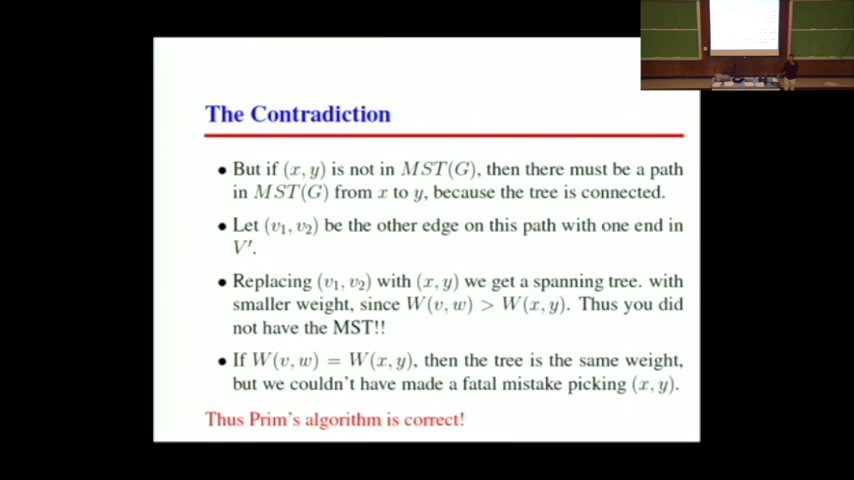 The Contradiction
• But if (x, y) is not in MST(G), then there must be a path
in MST(G) from x to y, because the tree is connected.
• Let (v₁, v₂) be the other edge on this path with one end in
V′.
• Replacing (v₁, v₂) with (x, y) we get a spanning tree. with
smaller weight, since W(v, w) > W(x, y). Thus you did
not have the MST!!
• If W(v, w) = W(x, y), then the tree is the same weight,
but we couldn't have made a fatal mistake picking (x, y).
Thus Prim's algorithm is correct!